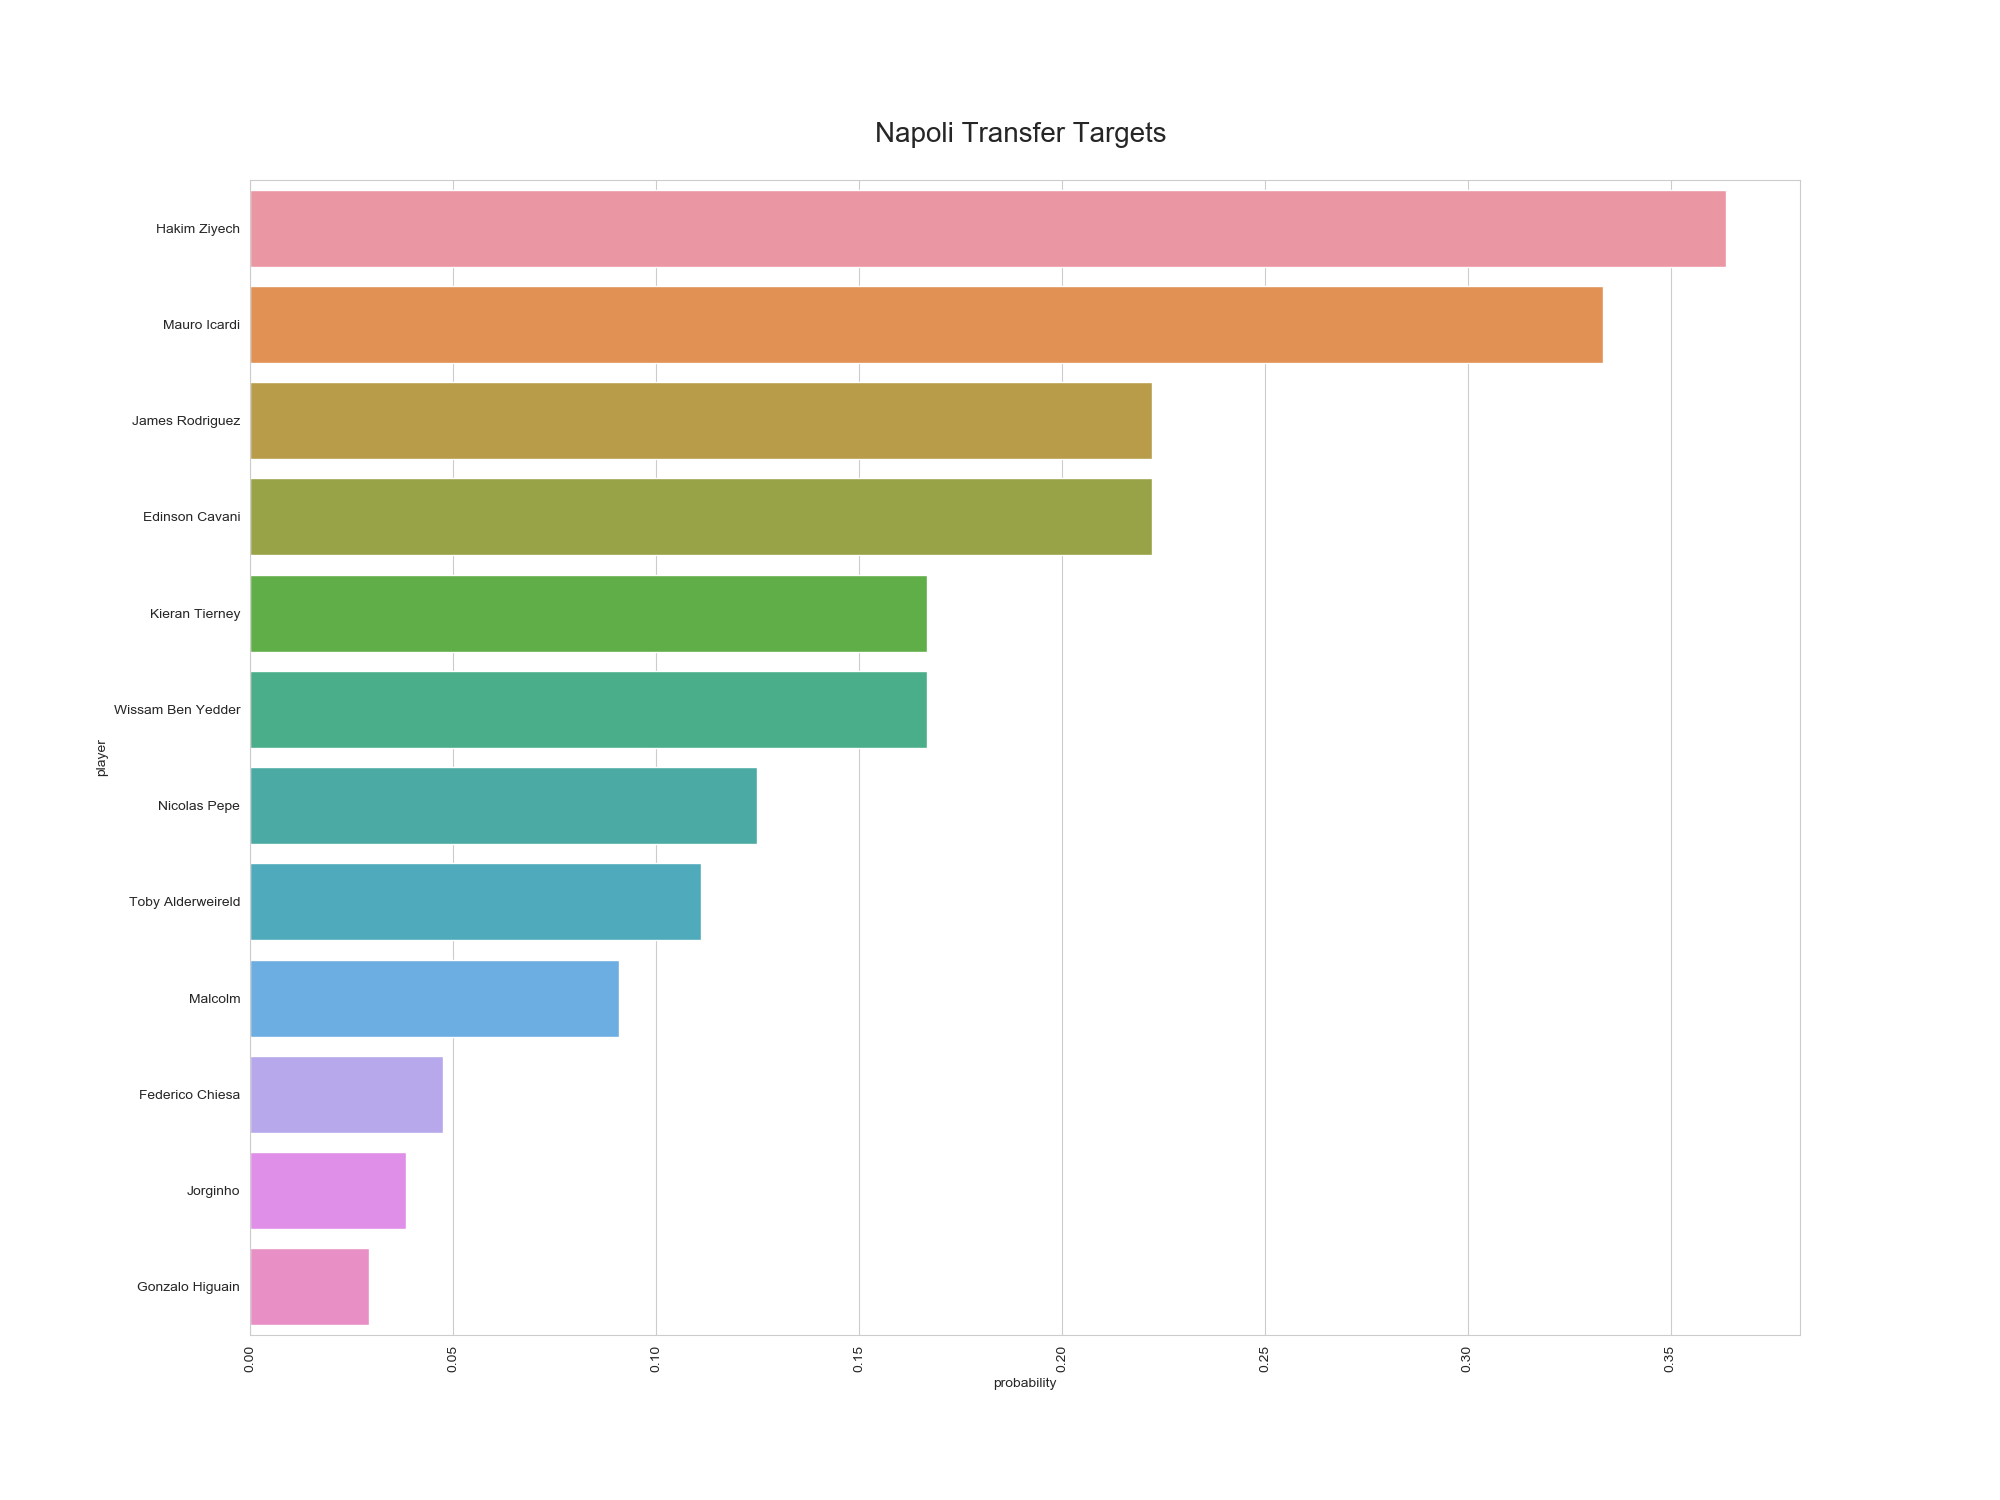 Napoli Transfer Targets
Hakim Ziyech
Mauro Icardi
James Rodriguez
Edinson Cavani
Kieran Tierney
Wissam Ben Yedder
Nicolas Pepe
Toby Alderweireld
Malcolm
Federico Chiesa
Jorginho
Gonzalo Higuain
player
0.00 0.05 0.10 0.15 0.20 0.25 0.30 0.35
probability